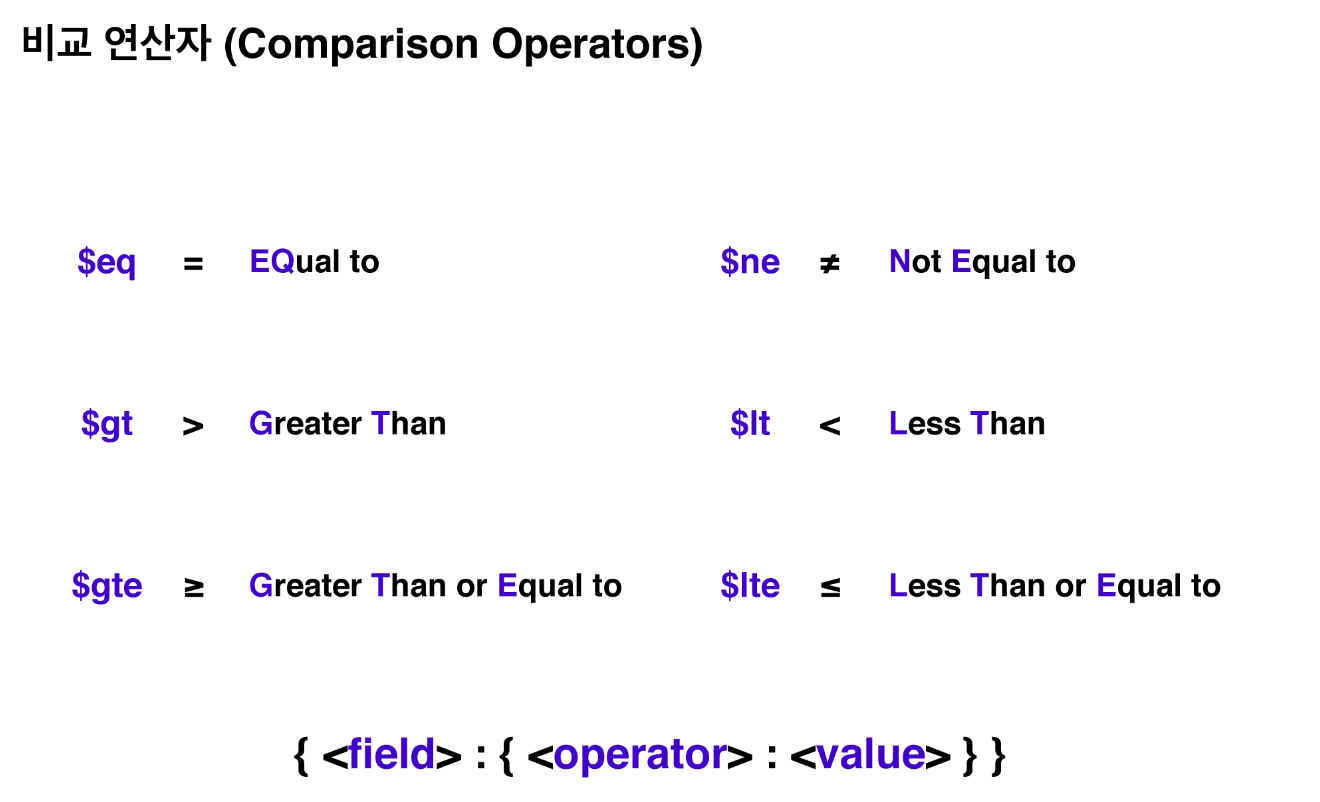 비교 연산자 (Comparison Operators)
$eq = EQual to
$ne ≠ Not Equal to
$gt > Greater Than
$lt < Less Than
$gte ≥ Greater Than or Equal to
$lte ≤ Less Than or Equal to
{ <field> : { <operator> : <value> } }